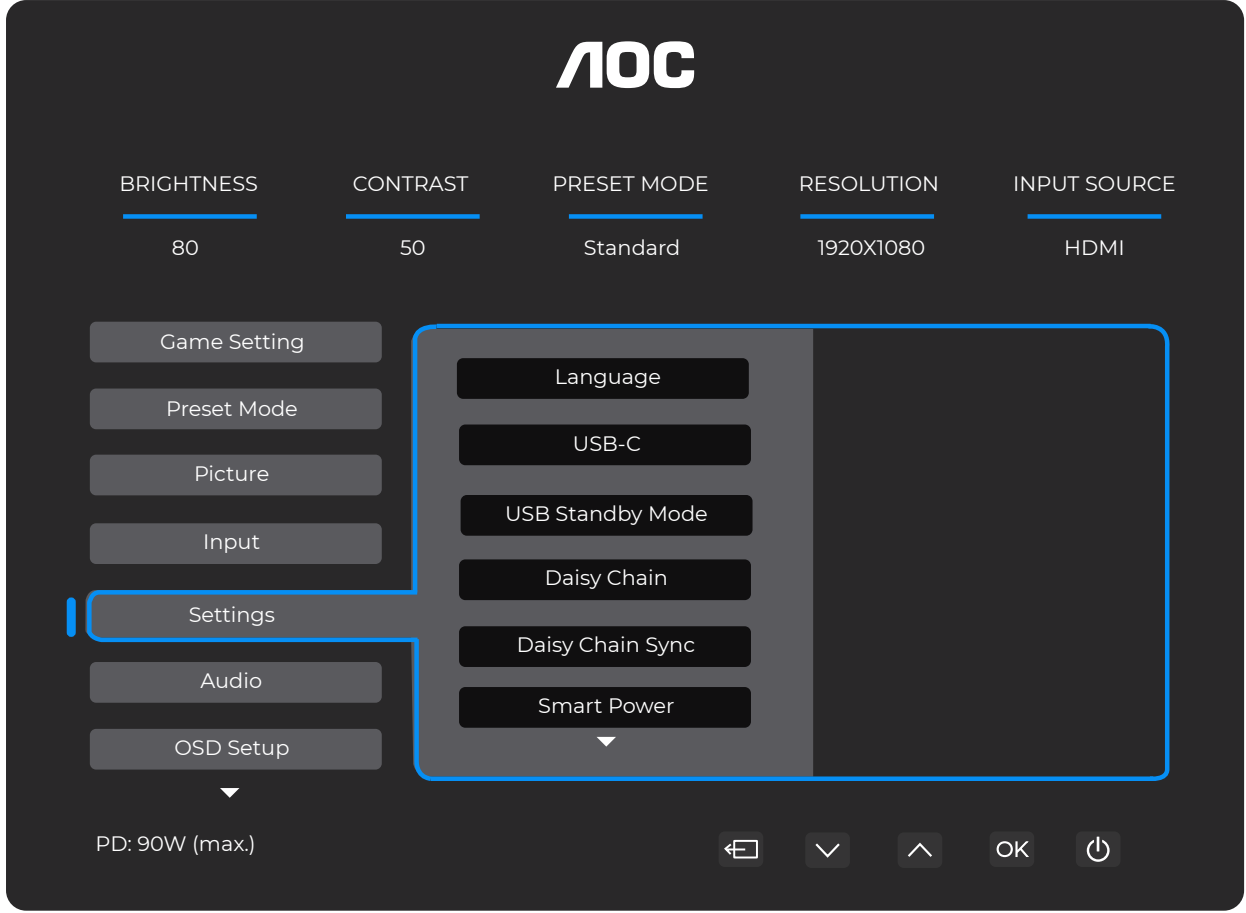 AOC
BRIGHTNESS
CONTRAST
PRESET MODE
RESOLUTION
INPUT SOURCE
80
50
Standard
1920X1080
HDMI
Game Setting
Preset Mode
Picture
Input
Settings
Audio
OSD Setup
Language
USB-C
USB Standby Mode
Daisy Chain
Daisy Chain Sync
Smart Power
PD: 90W (max.)
OK